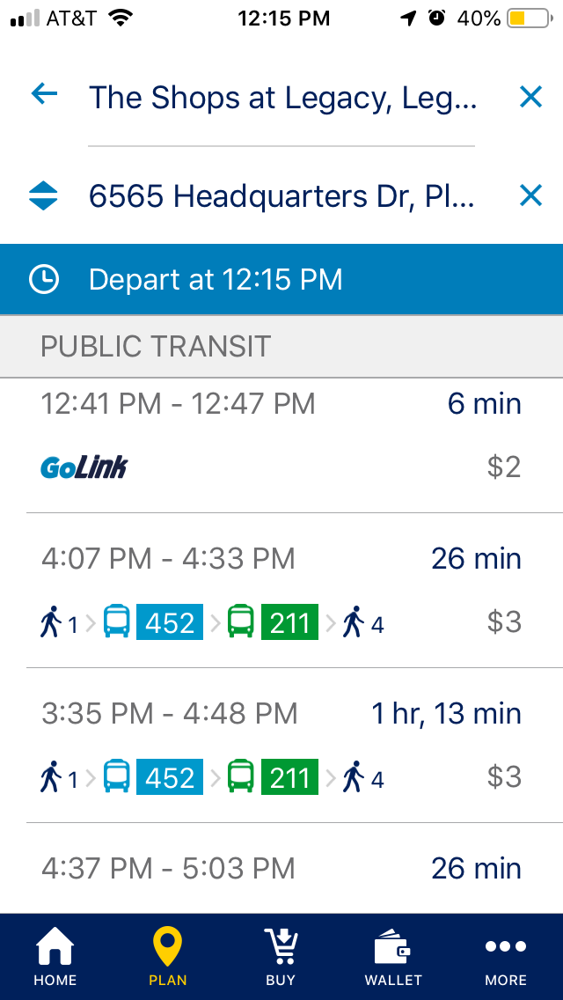 AT&T 12:15 PM 40%
The Shops at Legacy, Leg...
6565 Headquarters Dr, Pl...
Depart at 12:15 PM
PUBLIC TRANSIT
12:41 PM - 12:47 PM 6 min
GoLink $2
4:07 PM - 4:33 PM 26 min
1 452 211 4 $3
3:35 PM - 4:48 PM 1 hr, 13 min
1 452 211 4 $3
4:37 PM - 5:03 PM 26 min
HOME PLAN BUY WALLET MORE